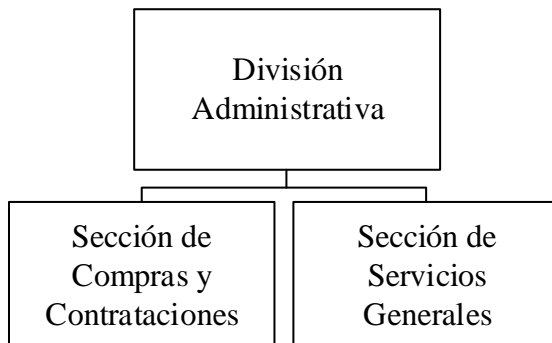 División
Administrativa
Sección de
Compras y
Contrataciones
Sección de
Servicios
Generales